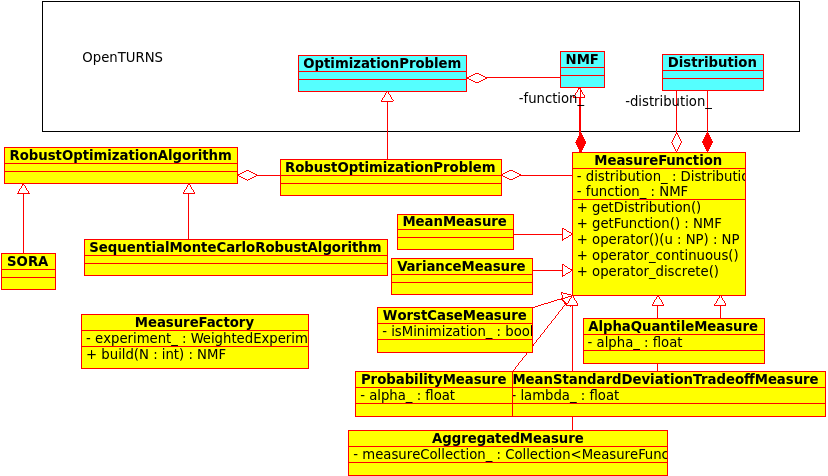 OpenTURNS
OptimizationProblem
NMF
Distribution
-function_
-distribution_
RobustOptimizationAlgorithm
RobustOptimizationProblem
MeasureFunction
- distribution_ : Distributio
- function_ : NMF
+ getDistribution()
+ getFunction() : NMF
+ operator()(u : NP) : NP
+ operator_continuous()
+ operator_discrete()
MeanMeasure
SORA
SequentialMonteCarloRobustAlgorithm
VarianceMeasure
MeasureFactory
- experiment_ : WeightedExperim
+ build(N : int) : NMF
WorstCaseMeasure
- isMinimization_ : bool
AlphaQuantileMeasure
- alpha_ : float
ProbabilityMeasure
- alpha_ : float
MeanStandardDeviationTradeoffMeasure
- lambda_ : float
AggregatedMeasure
- measureCollection_ : Collection<MeasureFunc